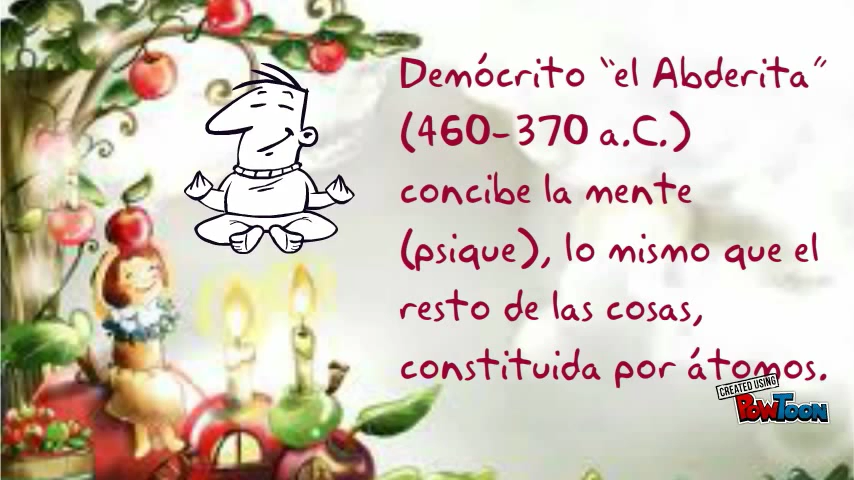 Demócrito “el Abderita”
(460-370 a.C.)
concibe la mente
(psique), lo mismo que el
resto de las cosas,
constituida por átomos.
CREATED USING
POWTOON